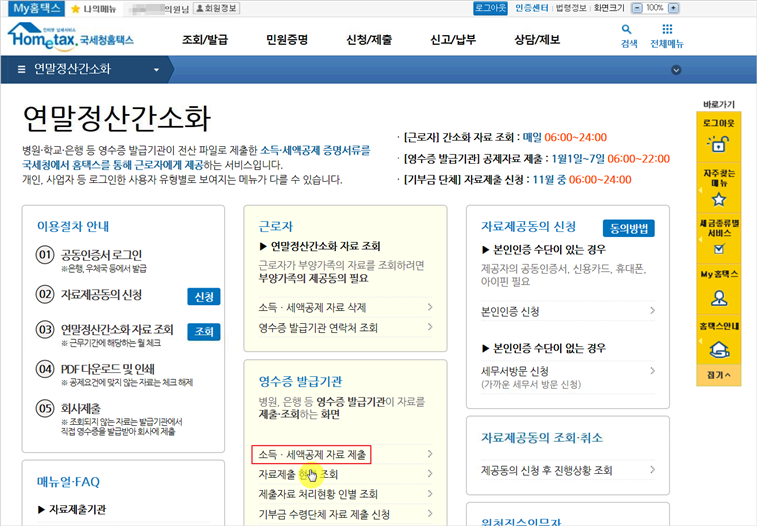 My홈택스
나의메뉴
의원님
회원정보
로그아웃
인증센터
법령정보
화면크기
100%
인터넷 납세서비스
Hometax. 국세청홈택스
조회/발급
민원증명
신청/제출
신고/납부
상담/제보
검색
전체메뉴
연말정산간소화
연말정산간소화
병원·학교·은행 등 영수증 발급기관이 전산 파일로 제출한 소득·세액공제 증명서류를
국세청에서 홈택스를 통해 근로자에게 제공하는 서비스입니다.
개인, 사업자 등 로그인한 사용자 유형별로 보여지는 메뉴가 다를 수 있습니다.
· [근로자] 간소화 자료 조회 : 매일 06:00~24:00
· [영수증 발급기관] 공제자료 제출 : 1월1일~7일 06:00~22:00
· [기부금 단체] 자료제출 신청 : 11월 중 06:00~24:00
이용절차 안내
01 공동인증서 로그인
※은행, 우체국 등에서 발급
02 자료제공동의 신청
신청
03 연말정산간소화 자료 조회
조회
※ 근무기간에 해당하는 월 체크
04 PDF다운로드 및 인쇄
※ 공제요건에 맞지 않는 자료는 체크 해제
05 회사제출
※ 조회되지 않는 자료는 발급기관에서
직접 영수증을 발급받아 회사에 제출
매뉴얼·FAQ
▶ 자료제출기관
근로자
▶ 연말정산간소화 자료 조회
근로자가 부양가족의 자료를 조회하려면
부양가족의 제공동의 필요
소득 · 세액공제 자료 삭제
영수증 발급기관 연락처 조회
영수증 발급기관
병원, 은행 등 영수증 발급기관이 자료를
제출·조회하는 화면
소득 · 세액공제 자료 제출
자료제출 현황 조회
제출자료 처리현황 인별 조회
기부금 수령단체 자료 제출 신청
자료제공동의 신청
동의방법
▶ 본인인증 수단이 있는 경우
제공자의 공동인증서, 신용카드, 휴대폰,
아이핀 필요
본인인증 신청
▶ 본인인증 수단이 없는 경우
세무서방문 신청
(가까운 세무서 방문 신청)
자료제공동의 조회·취소
제공동의 신청 후 진행상황 조회
원천징수의무자
바로가기
로그아웃
자주찾는
메뉴
세금종류별
서비스
My홈택스
홈택스안내
접기